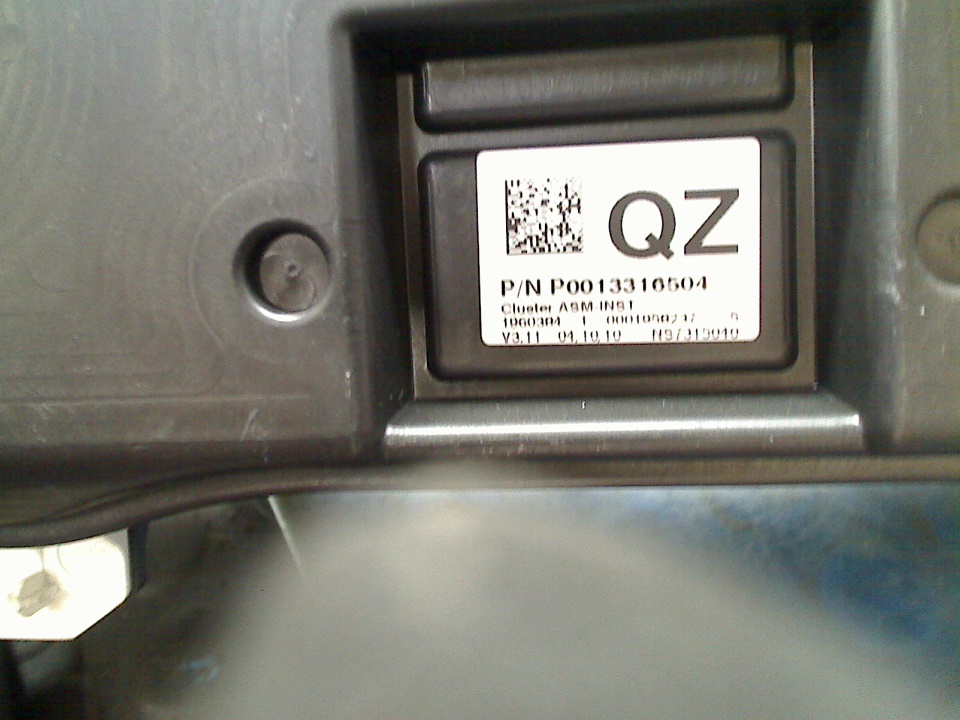 QZ
P/N P0013316504
Cluster ASM-INST
V3.11 04.10.10